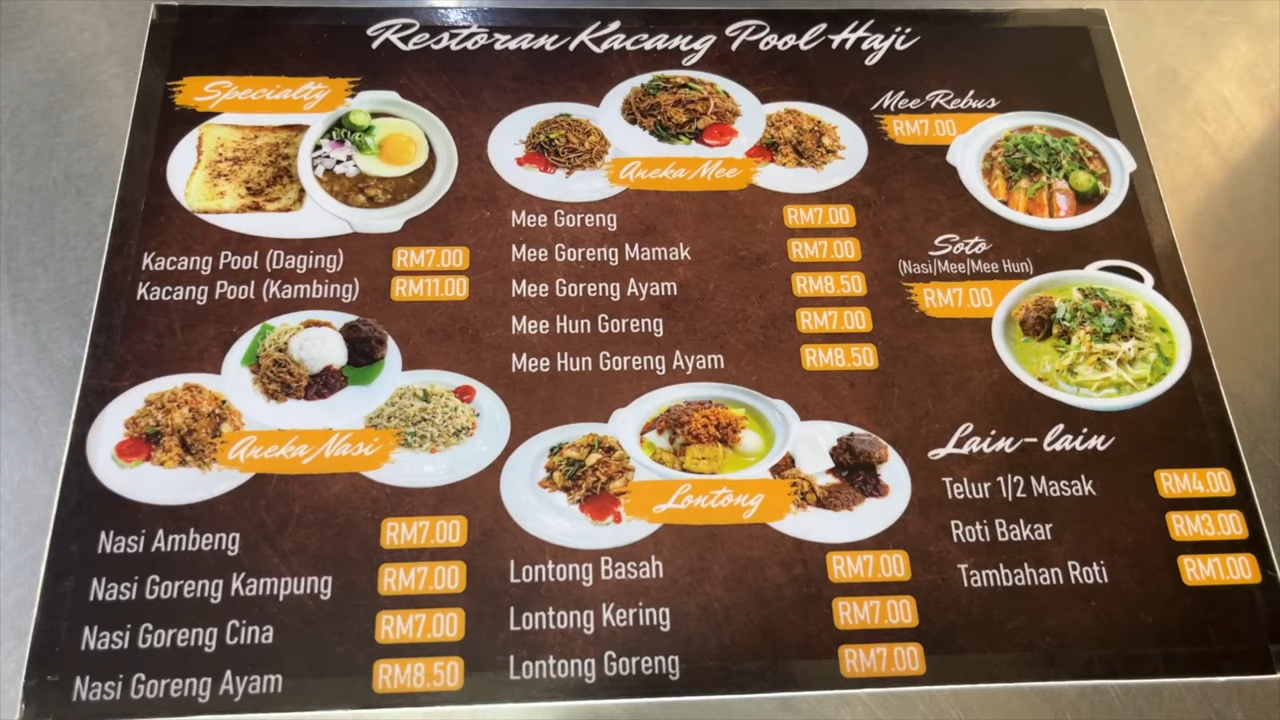 Restoran Kacang Pool Haji
Specialty
Kacang Pool (Daging) RM7.00
Kacang Pool (Kambing) RM11.00
Aneka Nasi
Nasi Ambeng RM7.00
Nasi Goreng Kampung RM7.00
Nasi Goreng Cina RM7.00
Nasi Goreng Ayam RM8.50
Aneka Mee
Mee Goreng RM7.00
Mee Goreng Mamak RM7.00
Mee Goreng Ayam RM8.50
Mee Hun Goreng RM7.00
Mee Hun Goreng Ayam RM8.50
Lontong
Lontong Basah RM7.00
Lontong Kering RM7.00
Lontong Goreng RM7.00
Mee Rebus
RM7.00
Soto
(Nasi/Mee/Mee Hun)
RM7.00
Lain-lain
Telur 1/2 Masak RM4.00
Roti Bakar RM3.00
Tambahan Roti RM1.00